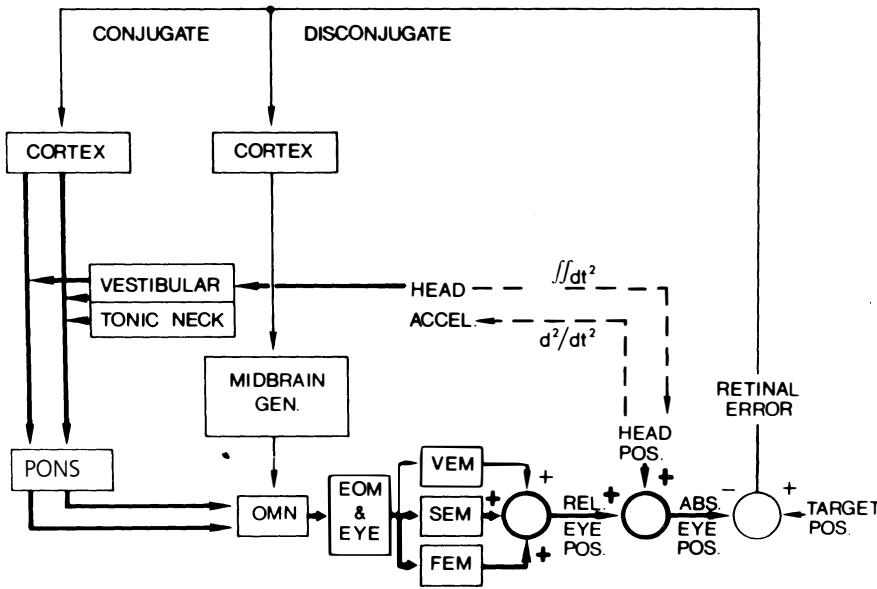 CONJUGATE
DISCONJUGATE
CORTEX
CORTEX
VESTIBULAR
TONIC NECK
HEAD
ACCEL.
∬dt²
d²/dt²
MIDBRAIN
GEN.
RETINAL
ERROR
HEAD
POS.
PONS
OMN
EOM
&
EYE
VEM
SEM
FEM
+
+
+
REL.
EYE
POS.
+
+
ABS.
EYE
POS.
−
+
TARGET
POS.